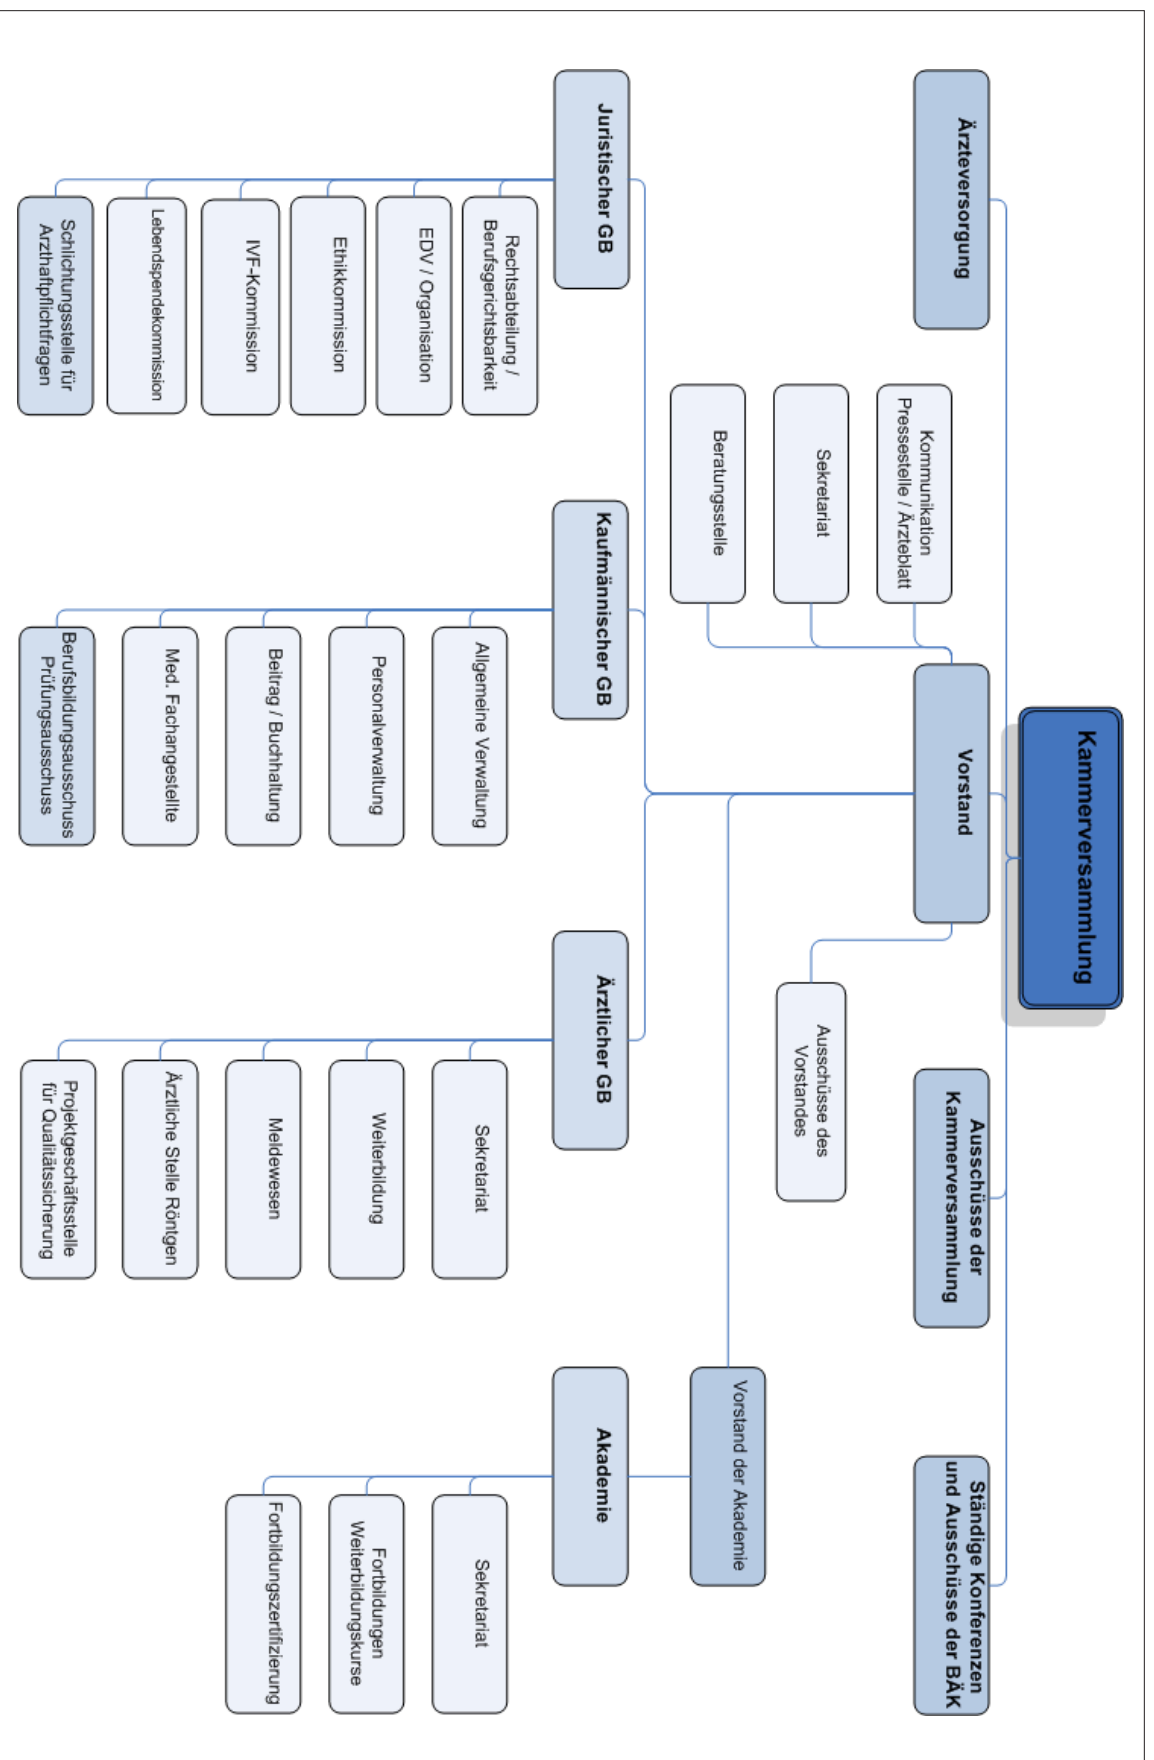 Kammerversammlung
Ärzteversorgung
Vorstand
Ausschüsse der
Kammerversammlung
Ständige Konferenzen
und Ausschüsse der BÄK
Kommunikation
Pressestelle / Ärzteblatt
Sekretariat
Beratungsstelle
Ausschüsse des
Vorstandes
Vorstand der Akademie
Juristischer GB
Rechtsabteilung /
Berufsgerichtsbarkeit
EDV / Organisation
Ethikkommission
IVF-Kommission
Lebendspendekommission
Schlichtungsstelle für
Arzthaftpflichtfragen
Kaufmännischer GB
Allgemeine Verwaltung
Personalverwaltung
Beitrag / Buchhaltung
Med. Fachangestellte
Berufsbildungsausschuss
Prüfungsausschuss
Ärztlicher GB
Sekretariat
Weiterbildung
Meldewesen
Ärztliche Stelle Röntgen
Projektgeschäftsstelle
für Qualitätssicherung
Akademie
Sekretariat
Fortbildungen
Weiterbildungskurse
Fortbildungszertifizierung